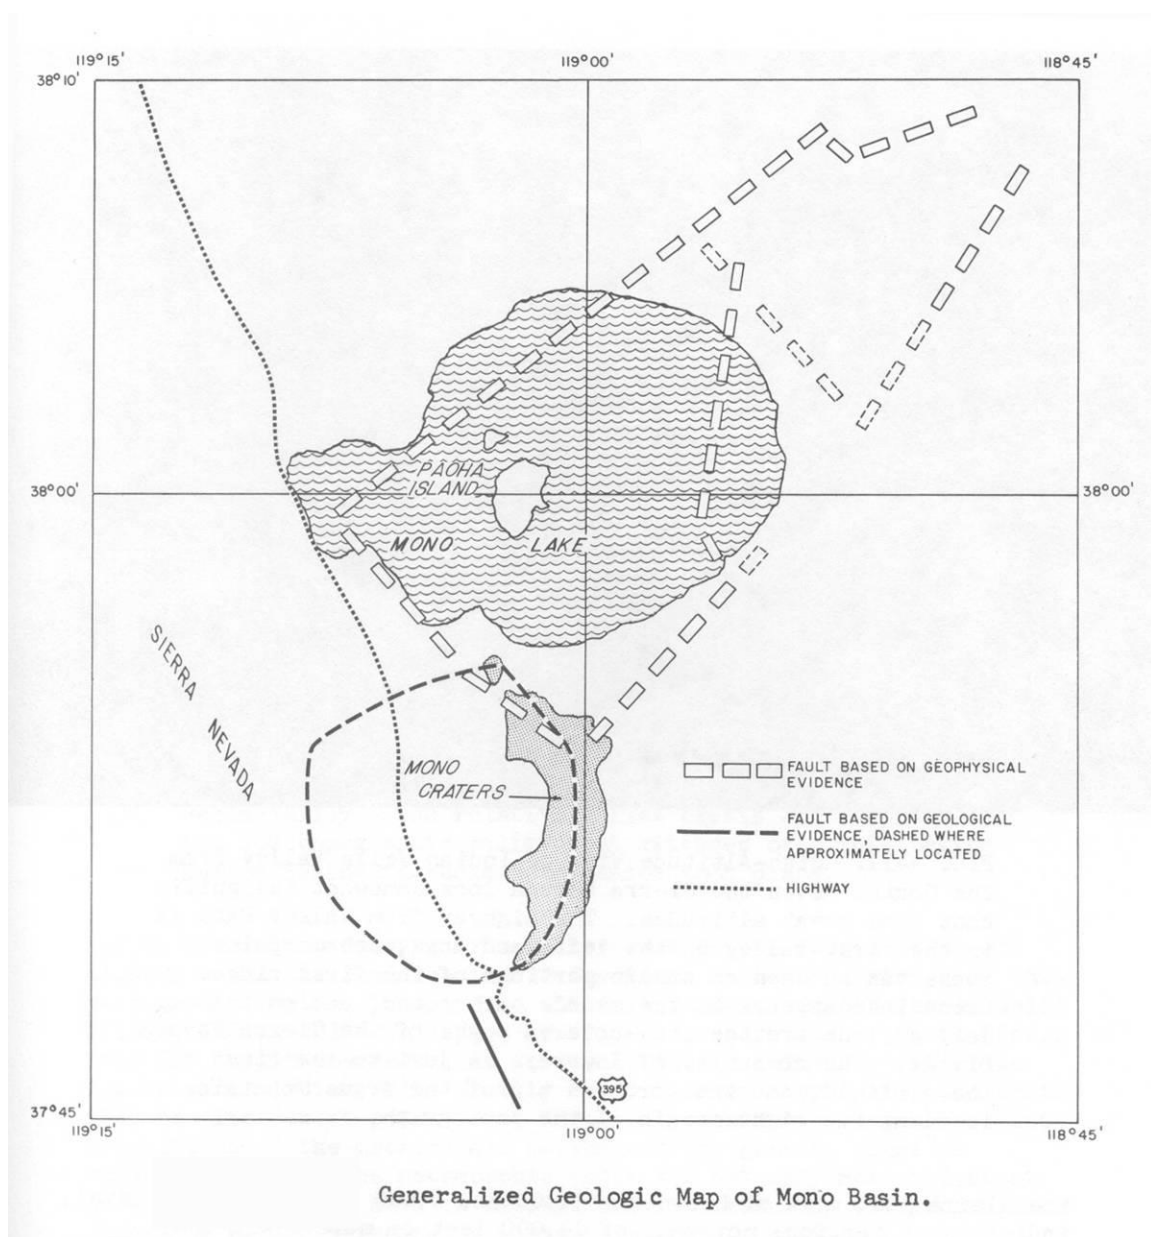 119°15'
119°00'
118°45'
38°10'
PAOHA
ISLAND
38°00'
38°00'
MONO LAKE
SIERRA NEVADA
MONO
CRATERS
FAULT BASED ON GEOPHYSICAL
EVIDENCE
FAULT BASED ON GEOLOGICAL
EVIDENCE, DASHED WHERE
APPROXIMATELY LOCATED
HIGHWAY
395
37°45'
119°15'
119°00'
118°45'
Generalized Geologic Map of Mono Basin.